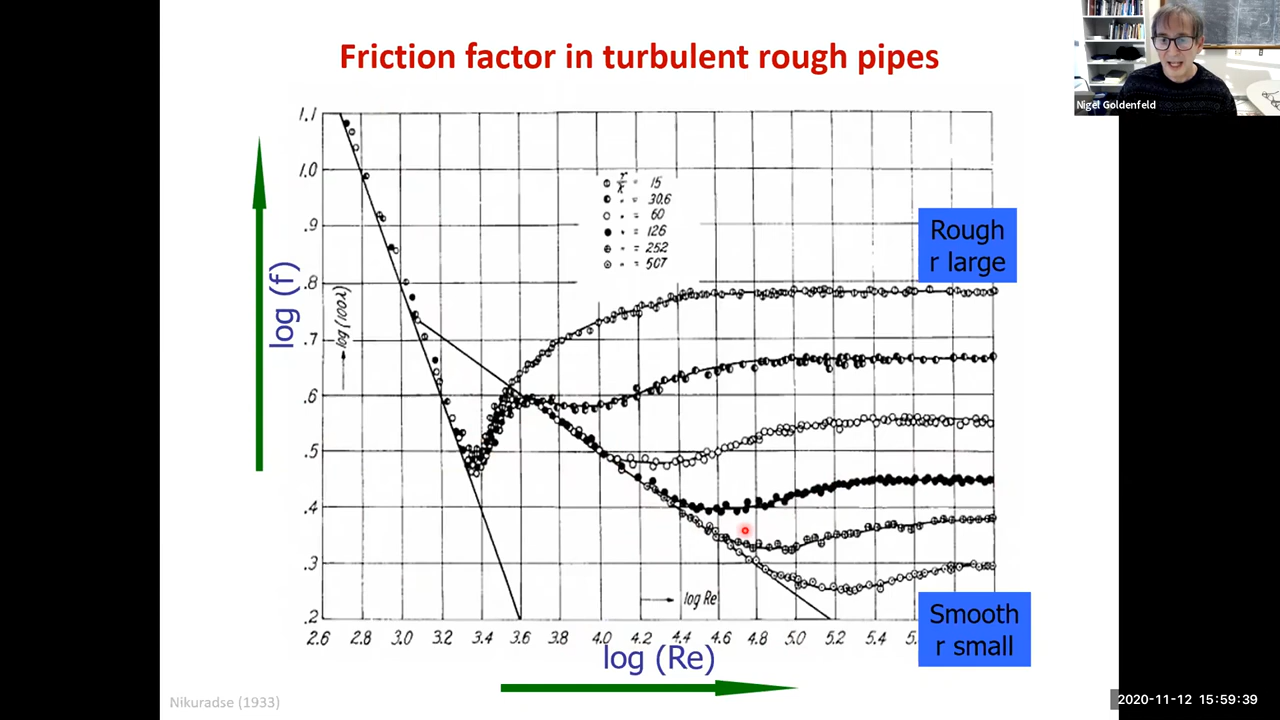 Friction factor in turbulent rough pipes
Nigel Goldenfeld
1.1
1.0
.9
.8
.7
.6
.5
.4
.3
.2
log (f)
log (100λ)
r/k = 15
" = 30.6
" = 60
" = 126
" = 252
" = 507
Rough
r large
Smooth
r small
log Re
2.6 2.8 3.0 3.2 3.4 3.6 3.8 4.0 4.2 4.4 4.6 4.8 5.0 5.2 5.4 5.
log (Re)
Nikuradse (1933)
2020-11-12 15:59:39